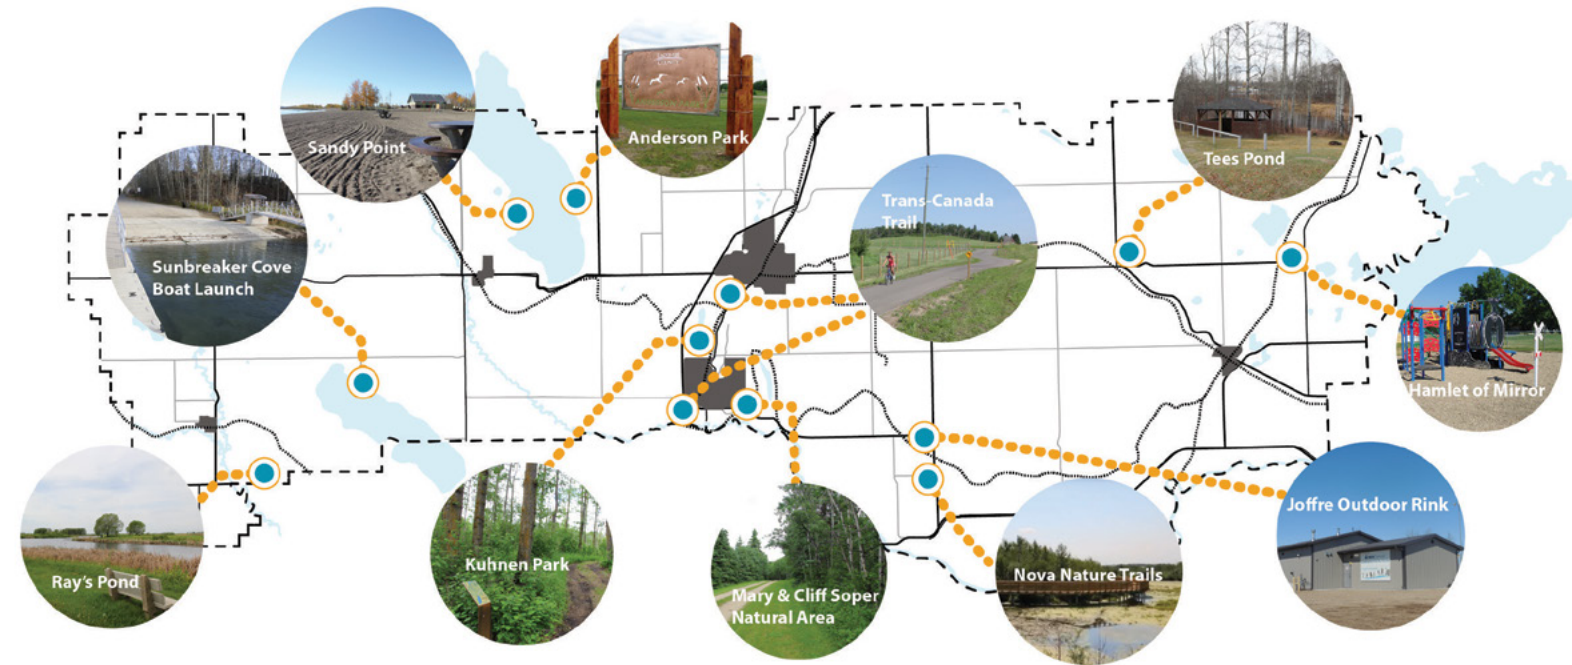 Sandy Point
Anderson Park
Tees Pond
Trans-Canada
Trail
Sunbreaker Cove
Boat Launch
Hamlet of Mirror
Joffre Outdoor Rink
Ray's Pond
Kuhnen Park
Nova Nature Trails
Mary & Cliff Soper
Natural Area